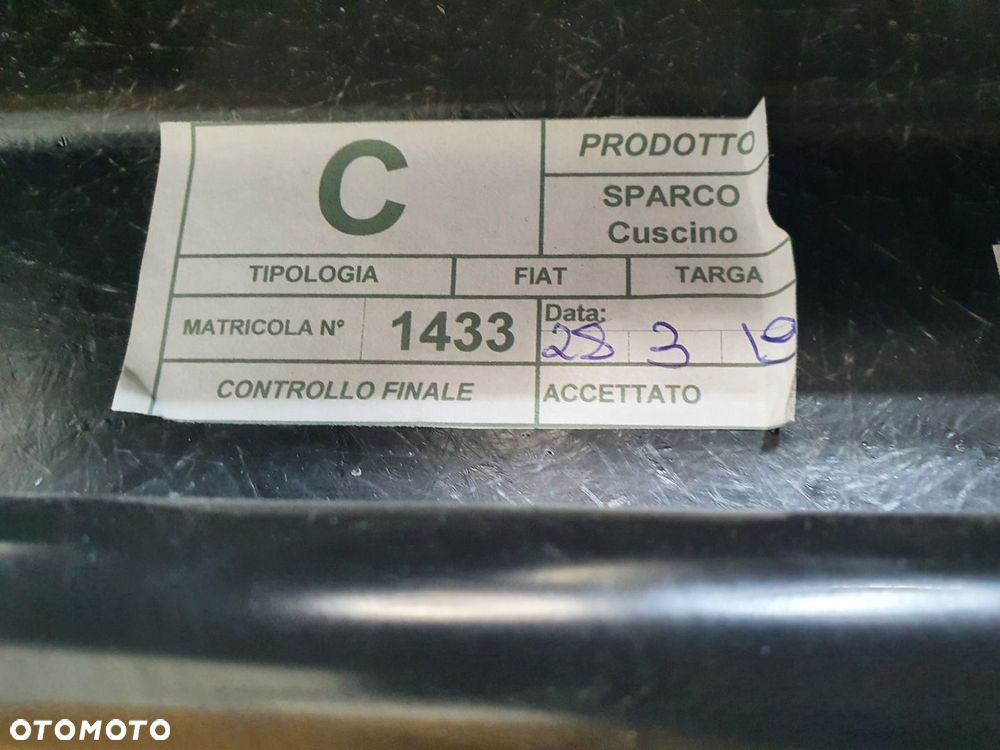 C
PRODOTTO
SPARCO
Cuscino
TIPOLOGIA FIAT TARGA
MATRICOLA N° 1433 Data:
28 3 19
CONTROLLO FINALE ACCETTATO
OTOMOTO